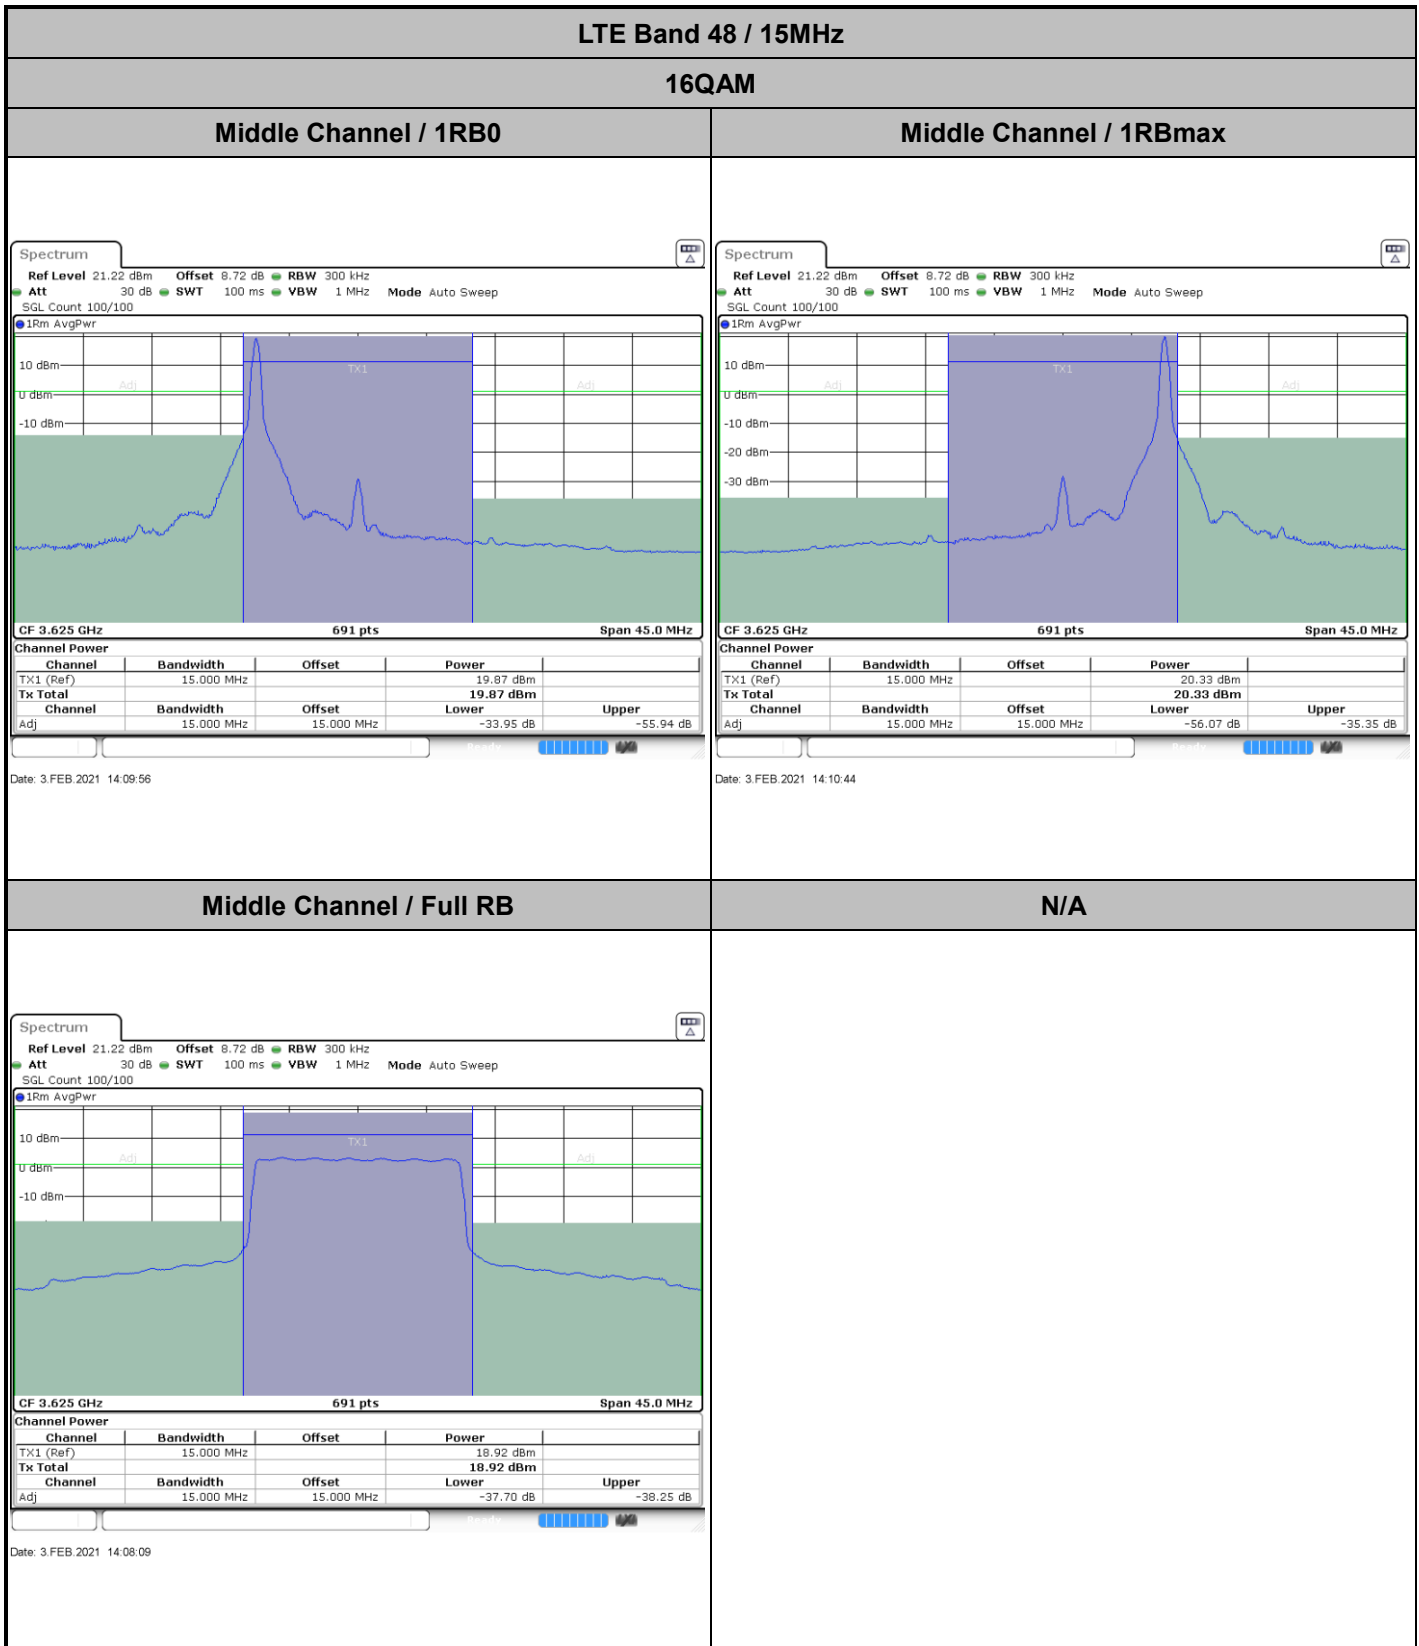 LTE Band 48 / 15MHz
16QAM
Middle Channel / 1RB0
Middle Channel / 1RBmax
Spectrum
Ref Level 21.22 dBm Offset 8.72 dB RBW 300 kHz
Att 30 dB SWT 100 ms VBW 1 MHz Mode Auto Sweep
SGL Count 100/100
1Rm AvgPwr
10 dBm
TX1
Adj
Adj
0 dBm
-10 dBm
CF 3.625 GHz 691 pts Span 45.0 MHz
Channel Power
Channel Bandwidth Offset Power
TX1 (Ref) 15.000 MHz 19.87 dBm
Tx Total 19.87 dBm
Channel Bandwidth Offset Lower Upper
Adj 15.000 MHz 15.000 MHz -33.95 dB -55.94 dB
Ready
Date: 3.FEB.2021 14:09:56
Spectrum
Ref Level 21.22 dBm Offset 8.72 dB RBW 300 kHz
Att 30 dB SWT 100 ms VBW 1 MHz Mode Auto Sweep
SGL Count 100/100
1Rm AvgPwr
10 dBm
TX1
Adj
Adj
0 dBm
-10 dBm
-20 dBm
-30 dBm
CF 3.625 GHz 691 pts Span 45.0 MHz
Channel Power
Channel Bandwidth Offset Power
TX1 (Ref) 15.000 MHz 20.33 dBm
Tx Total 20.33 dBm
Channel Bandwidth Offset Lower Upper
Adj 15.000 MHz 15.000 MHz -56.07 dB -35.35 dB
Ready
Date: 3.FEB.2021 14:10:44
Middle Channel / Full RB
N/A
Spectrum
Ref Level 21.22 dBm Offset 8.72 dB RBW 300 kHz
Att 30 dB SWT 100 ms VBW 1 MHz Mode Auto Sweep
SGL Count 100/100
1Rm AvgPwr
10 dBm
TX1
Adj
Adj
0 dBm
-10 dBm
CF 3.625 GHz 691 pts Span 45.0 MHz
Channel Power
Channel Bandwidth Offset Power
TX1 (Ref) 15.000 MHz 18.92 dBm
Tx Total 18.92 dBm
Channel Bandwidth Offset Lower Upper
Adj 15.000 MHz 15.000 MHz -37.70 dB -38.25 dB
Ready
Date: 3.FEB.2021 14:08:09